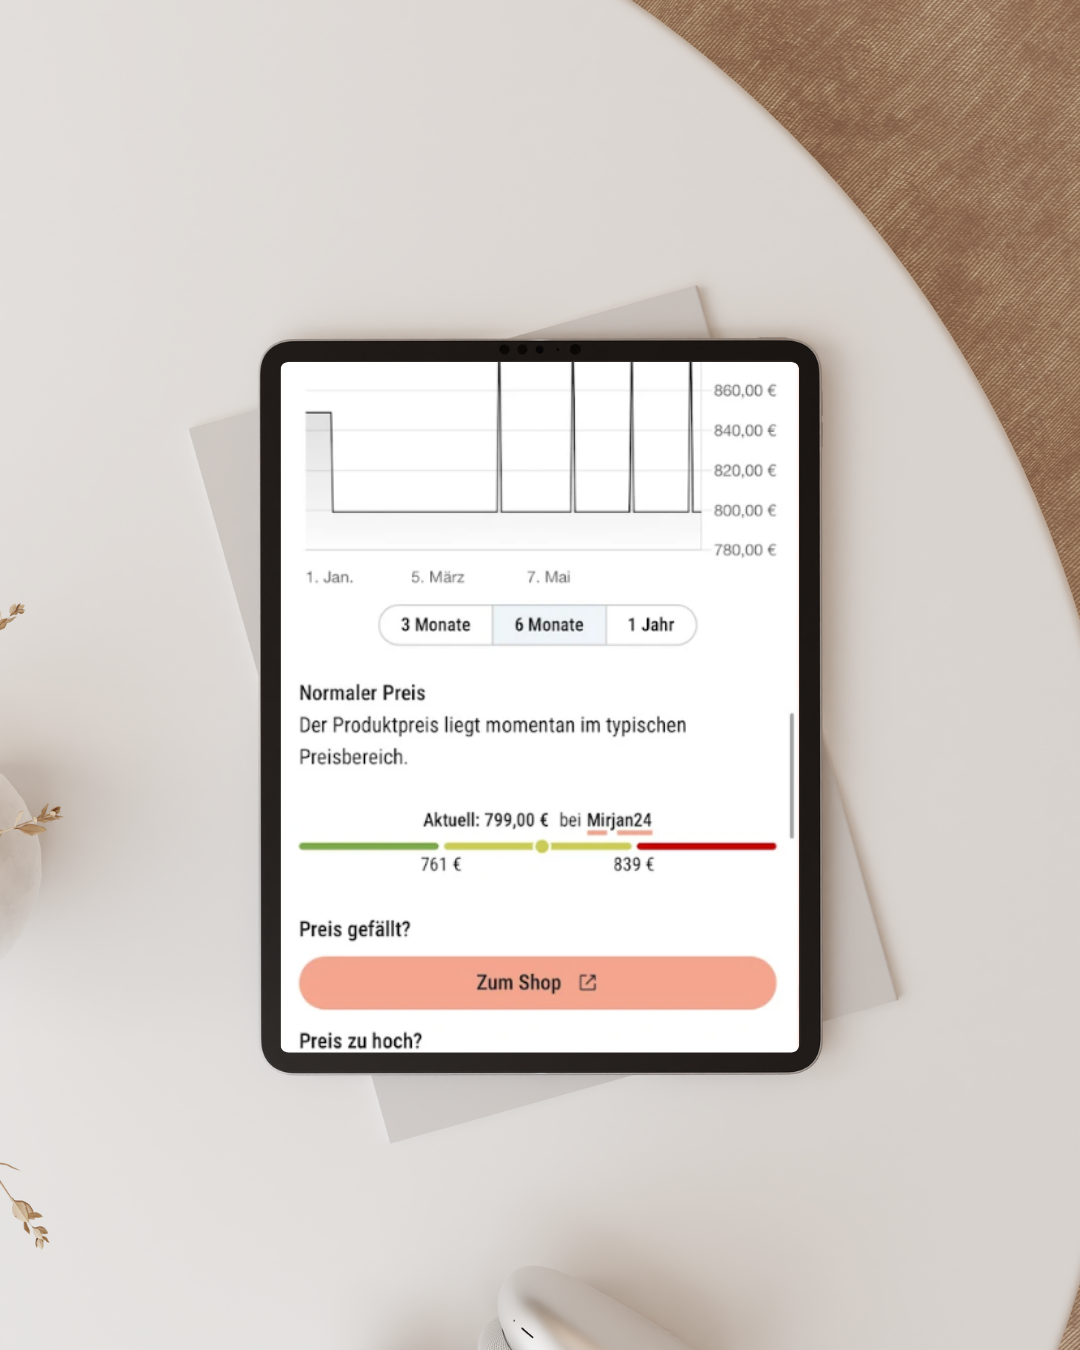 860,00 €
840,00 €
820,00 €
800,00 €
780,00 €
1. Jan. 5. März 7. Mai
3 Monate 6 Monate 1 Jahr
Normaler Preis
Der Produktpreis liegt momentan im typischen
Preisbereich.
Aktuell: 799,00 € bei Mirjan24
761 € 839 €
Preis gefällt?
Zum Shop
Preis zu hoch?